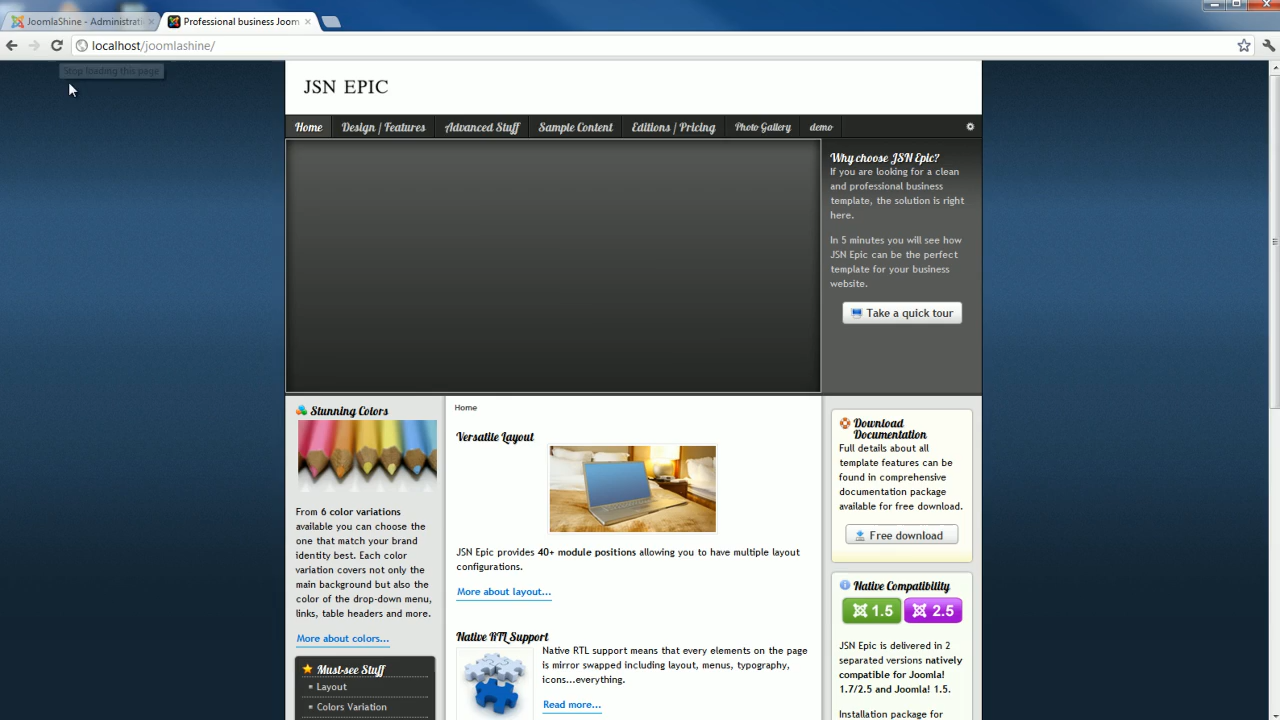 JoomlaShine - Administrati
Professional business Joom
localhost/joomlashine/
Stop loading this page
JSN EPIC
Home
Design / Features
Advanced Stuff
Sample Content
Editions / Pricing
Photo Gallery
demo
Why choose JSN Epic?
If you are looking for a clean
and professional business
template, the solution is right
here.
In 5 minutes you will see how
JSN Epic can be the perfect
template for your business
website.
Take a quick tour
Stunning Colors
From 6 color variations
available you can choose the
one that match your brand
identity best. Each color
variation covers not only the
main background but also the
color of the drop-down menu,
links, table headers and more.
More about colors...
Must-see Stuff
Layout
Colors Variation
Home
Versatile Layout
JSN Epic provides 40+ module positions allowing you to have multiple layout
configurations.
More about layout...
Native RTL Support
Native RTL support means that every elements on the page
is mirror swapped including layout, menus, typography,
icons...everything.
Read more...
Download
Documentation
Full details about all
template features can be
found in comprehensive
documentation package
available for free download.
Free download
Native Compatibility
1.5
2.5
JSN Epic is delivered in 2
separated versions natively
compatible for Joomla!
1.7/2.5 and Joomla! 1.5.
Installation package for